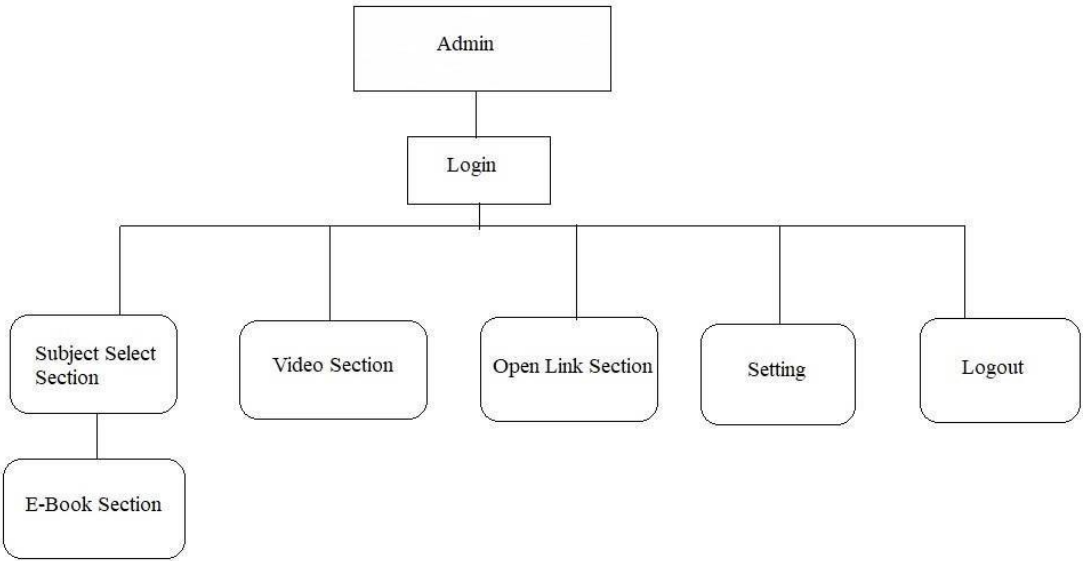 Admin
Login
Subject Select
Section
Video Section
Open Link Section
Setting
Logout
E-Book Section